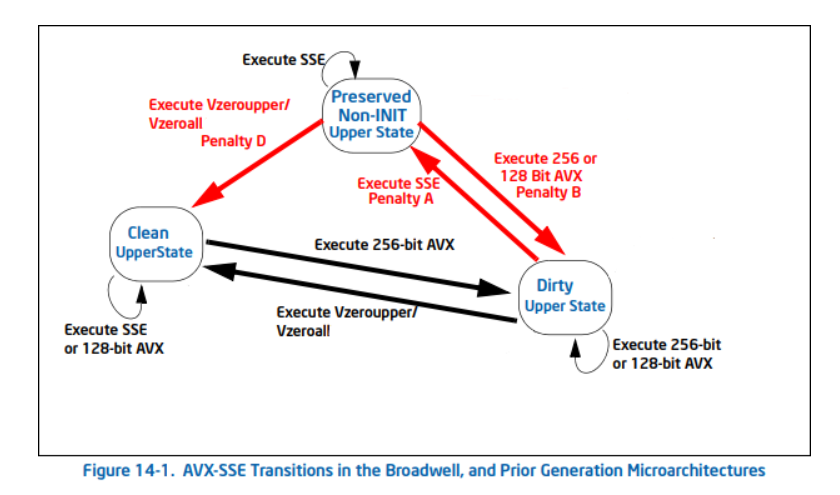 Execute SSE
Preserved
Non-INIT
Upper State
Execute Vzeroupper/
Vzeroall
Penalty D
Execute 256 or
128 Bit AVX
Penalty B
Execute SSE
Penalty A
Clean
UpperState
Execute 256-bit AVX
Dirty
Upper State
Execute Vzeroupper/
Vzeroall
Execute SSE
or 128-bit AVX
Execute 256-bit
or 128-bit AVX
Figure 14-1. AVX-SSE Transitions in the Broadwell, and Prior Generation Microarchitectures